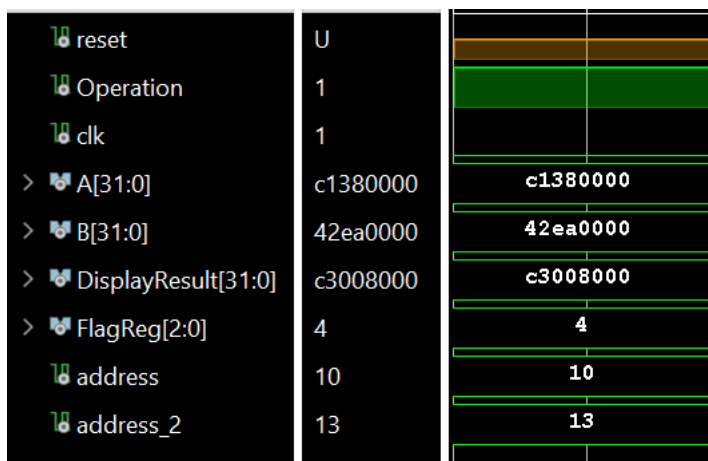 reset U
Operation 1
clk 1
A[31:0] c1380000 c1380000
B[31:0] 42ea0000 42ea0000
DisplayResult[31:0] c3008000 c3008000
FlagReg[2:0] 4 4
address 10 10
address_2 13 13